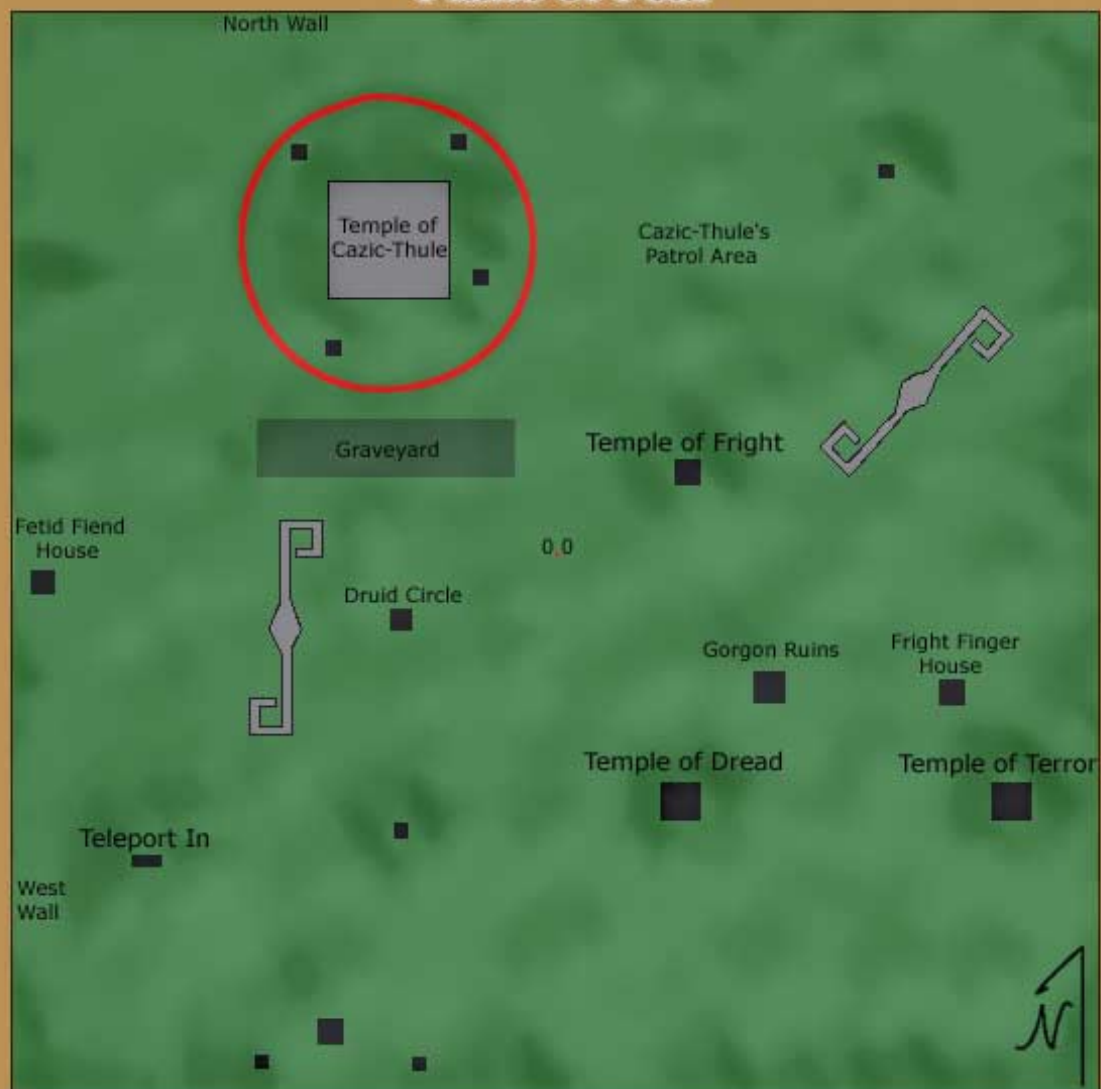 North Wall
Temple of
Cazic-Thule
Cazic-Thule's
Patrol Area
Graveyard
Temple of Fright
Fetid Fiend
House
0,0
Druid Circle
Gorgon Ruins
Fright Finger
House
Temple of Dread
Temple of Terror
Teleport In
West
Wall
N